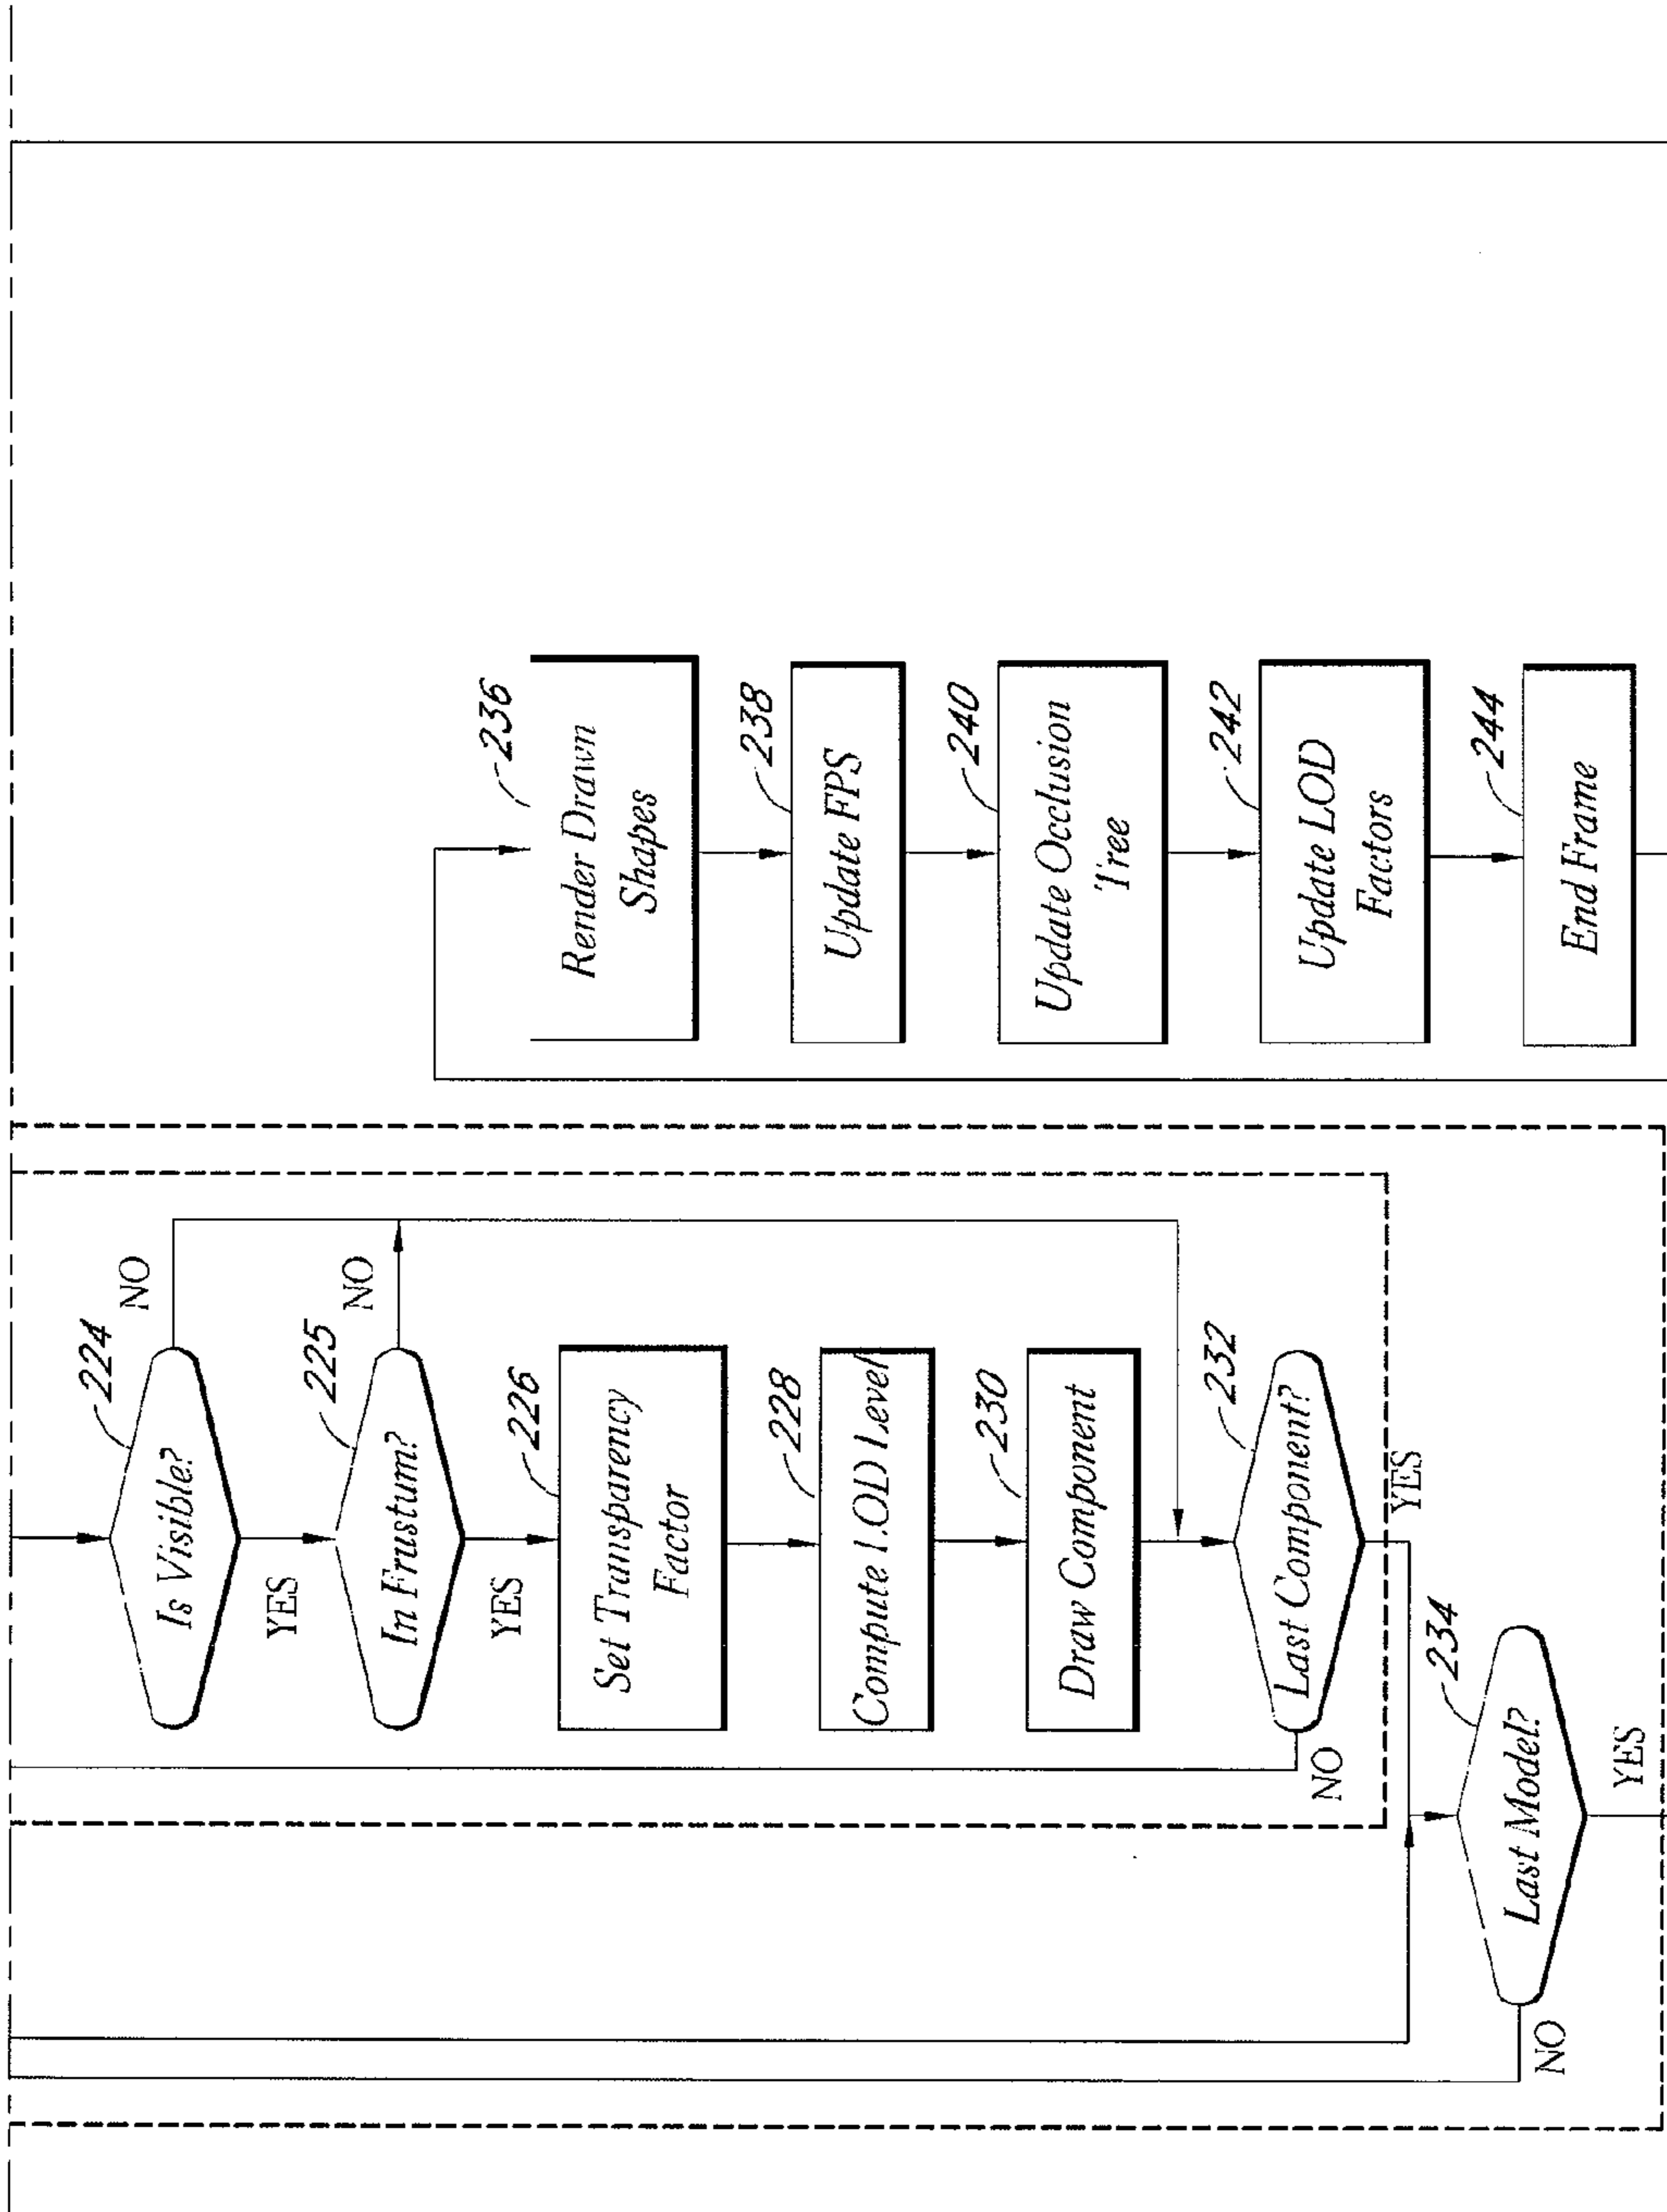 224
Is Visible?
NO
YES
225
In Frustum?
NO
YES
226
Set Transparency
Factor
228
Compute LOD Level
230
Draw Component
232
Last Component?
NO
YES
234
Last Model?
NO
YES
236
Render Drawn
Shapes
238
Update FPS
240
Update Occlusion
Tree
242
Update LOD
Factors
244
End Frame